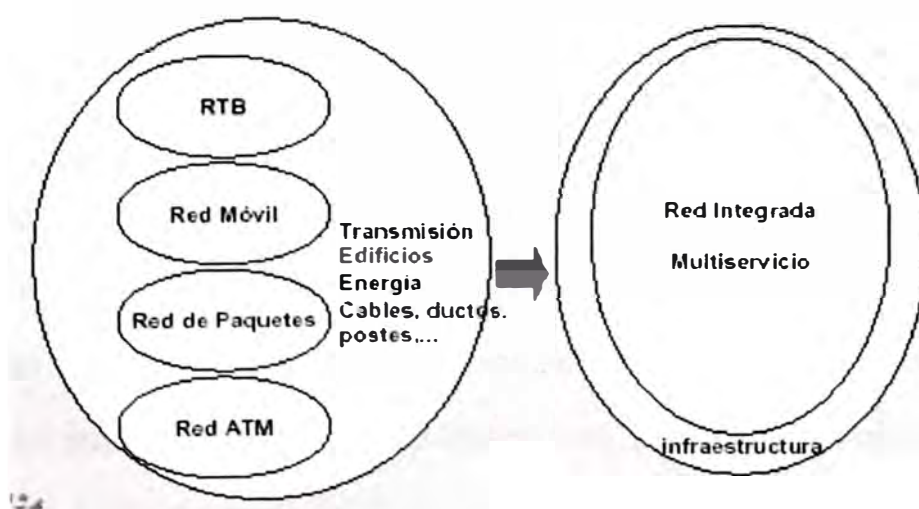 RTB
Red Móvil
Red de Paquetes
Red ATM
Transmisión
Edificios
Energía
Cables, ductos,
postes,...
Red Integrada
Multiservicio
infraestructura